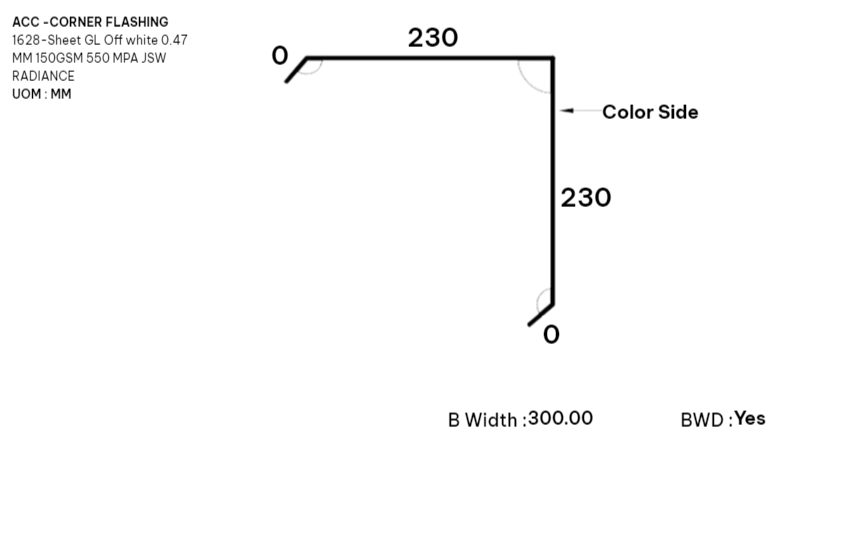 ACC -CORNER FLASHING
1628-Sheet GL Off white 0.47
MM 150GSM 550 MPA JSW
RADIANCE
UOM : MM
230
0
Color Side
230
0
B Width :300.00
BWD :Yes